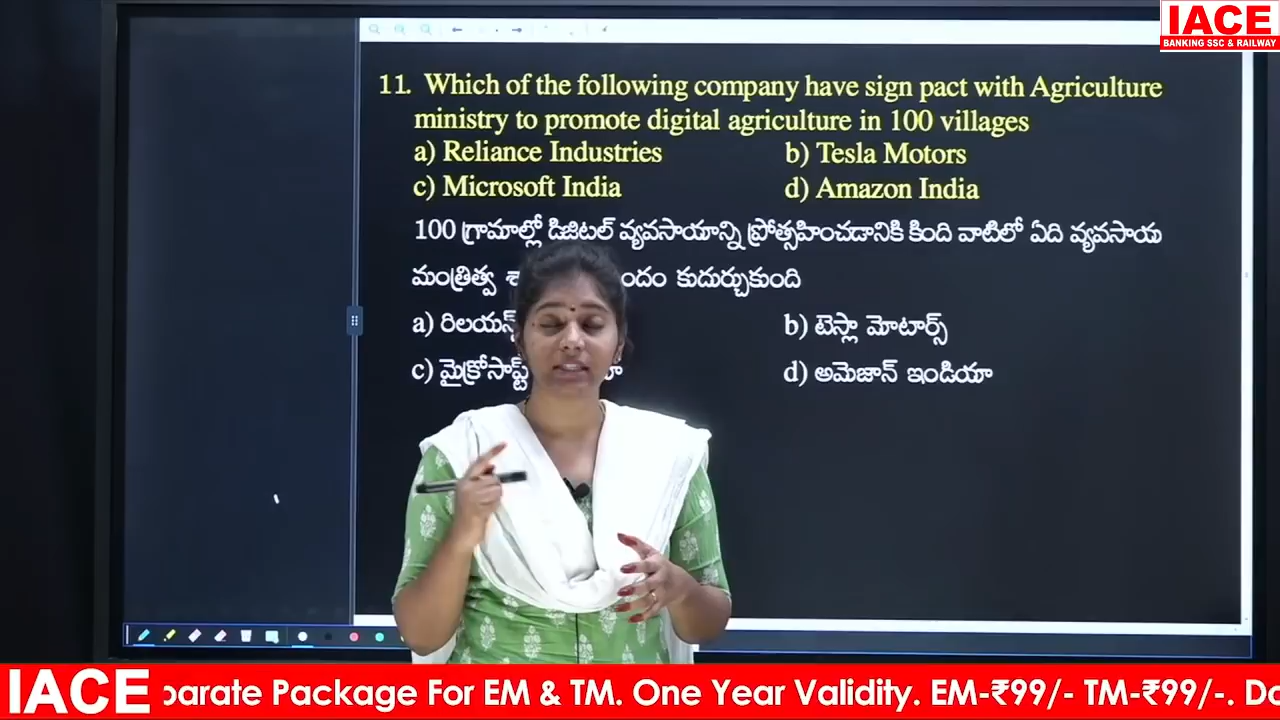 IACE
BANKING SSC & RAILWAY
11. Which of the following company have sign pact with Agriculture
ministry to promote digital agriculture in 100 villages
a) Reliance Industries b) Tesla Motors
c) Microsoft India d) Amazon India
100 గ్రామాల్లో డిజిటల్ వ్యవసాయాన్ని ప్రోత్సహించడానికి కింది వాటిలో ఏది వ్యవసాయ
మంత్రిత్వ కుదుర్చుకుంది
a) b) టెస్లా మోటార్స్
c) మైక్రోసాఫ్ట్ d) అమెజాన్ ఇండియా
IACE parate Package For EM & TM. One Year Validity. EM-₹99/- TM-₹99/-.